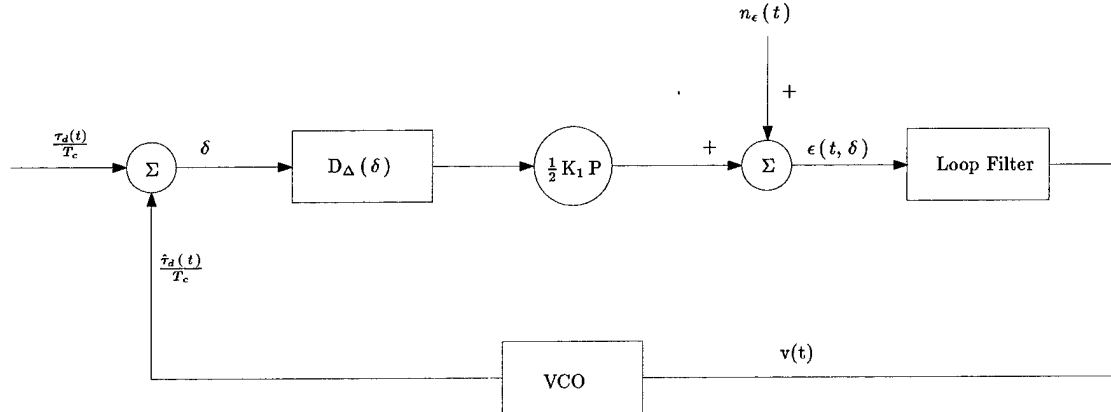 n_ϵ(t)
+
τ_d(t)/T_c
Σ
δ
D_Δ(δ)
½ K₁ P
+
Σ
ϵ(t, δ)
Loop Filter
τ̂_d(t)/T_c
VCO
v(t)